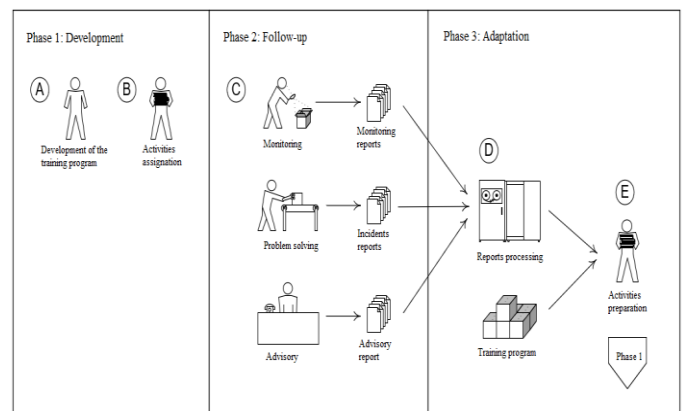 Phase 1: Development
A
Development of the
training program
B
Activities
assignation
Phase 2: Follow-up
C
Monitoring
Monitoring
reports
Problem solving
Incidents
reports
Advisory
Advisory
report
Phase 3: Adaptation
D
Reports processing
Training program
E
Activities
preparation
Phase 1